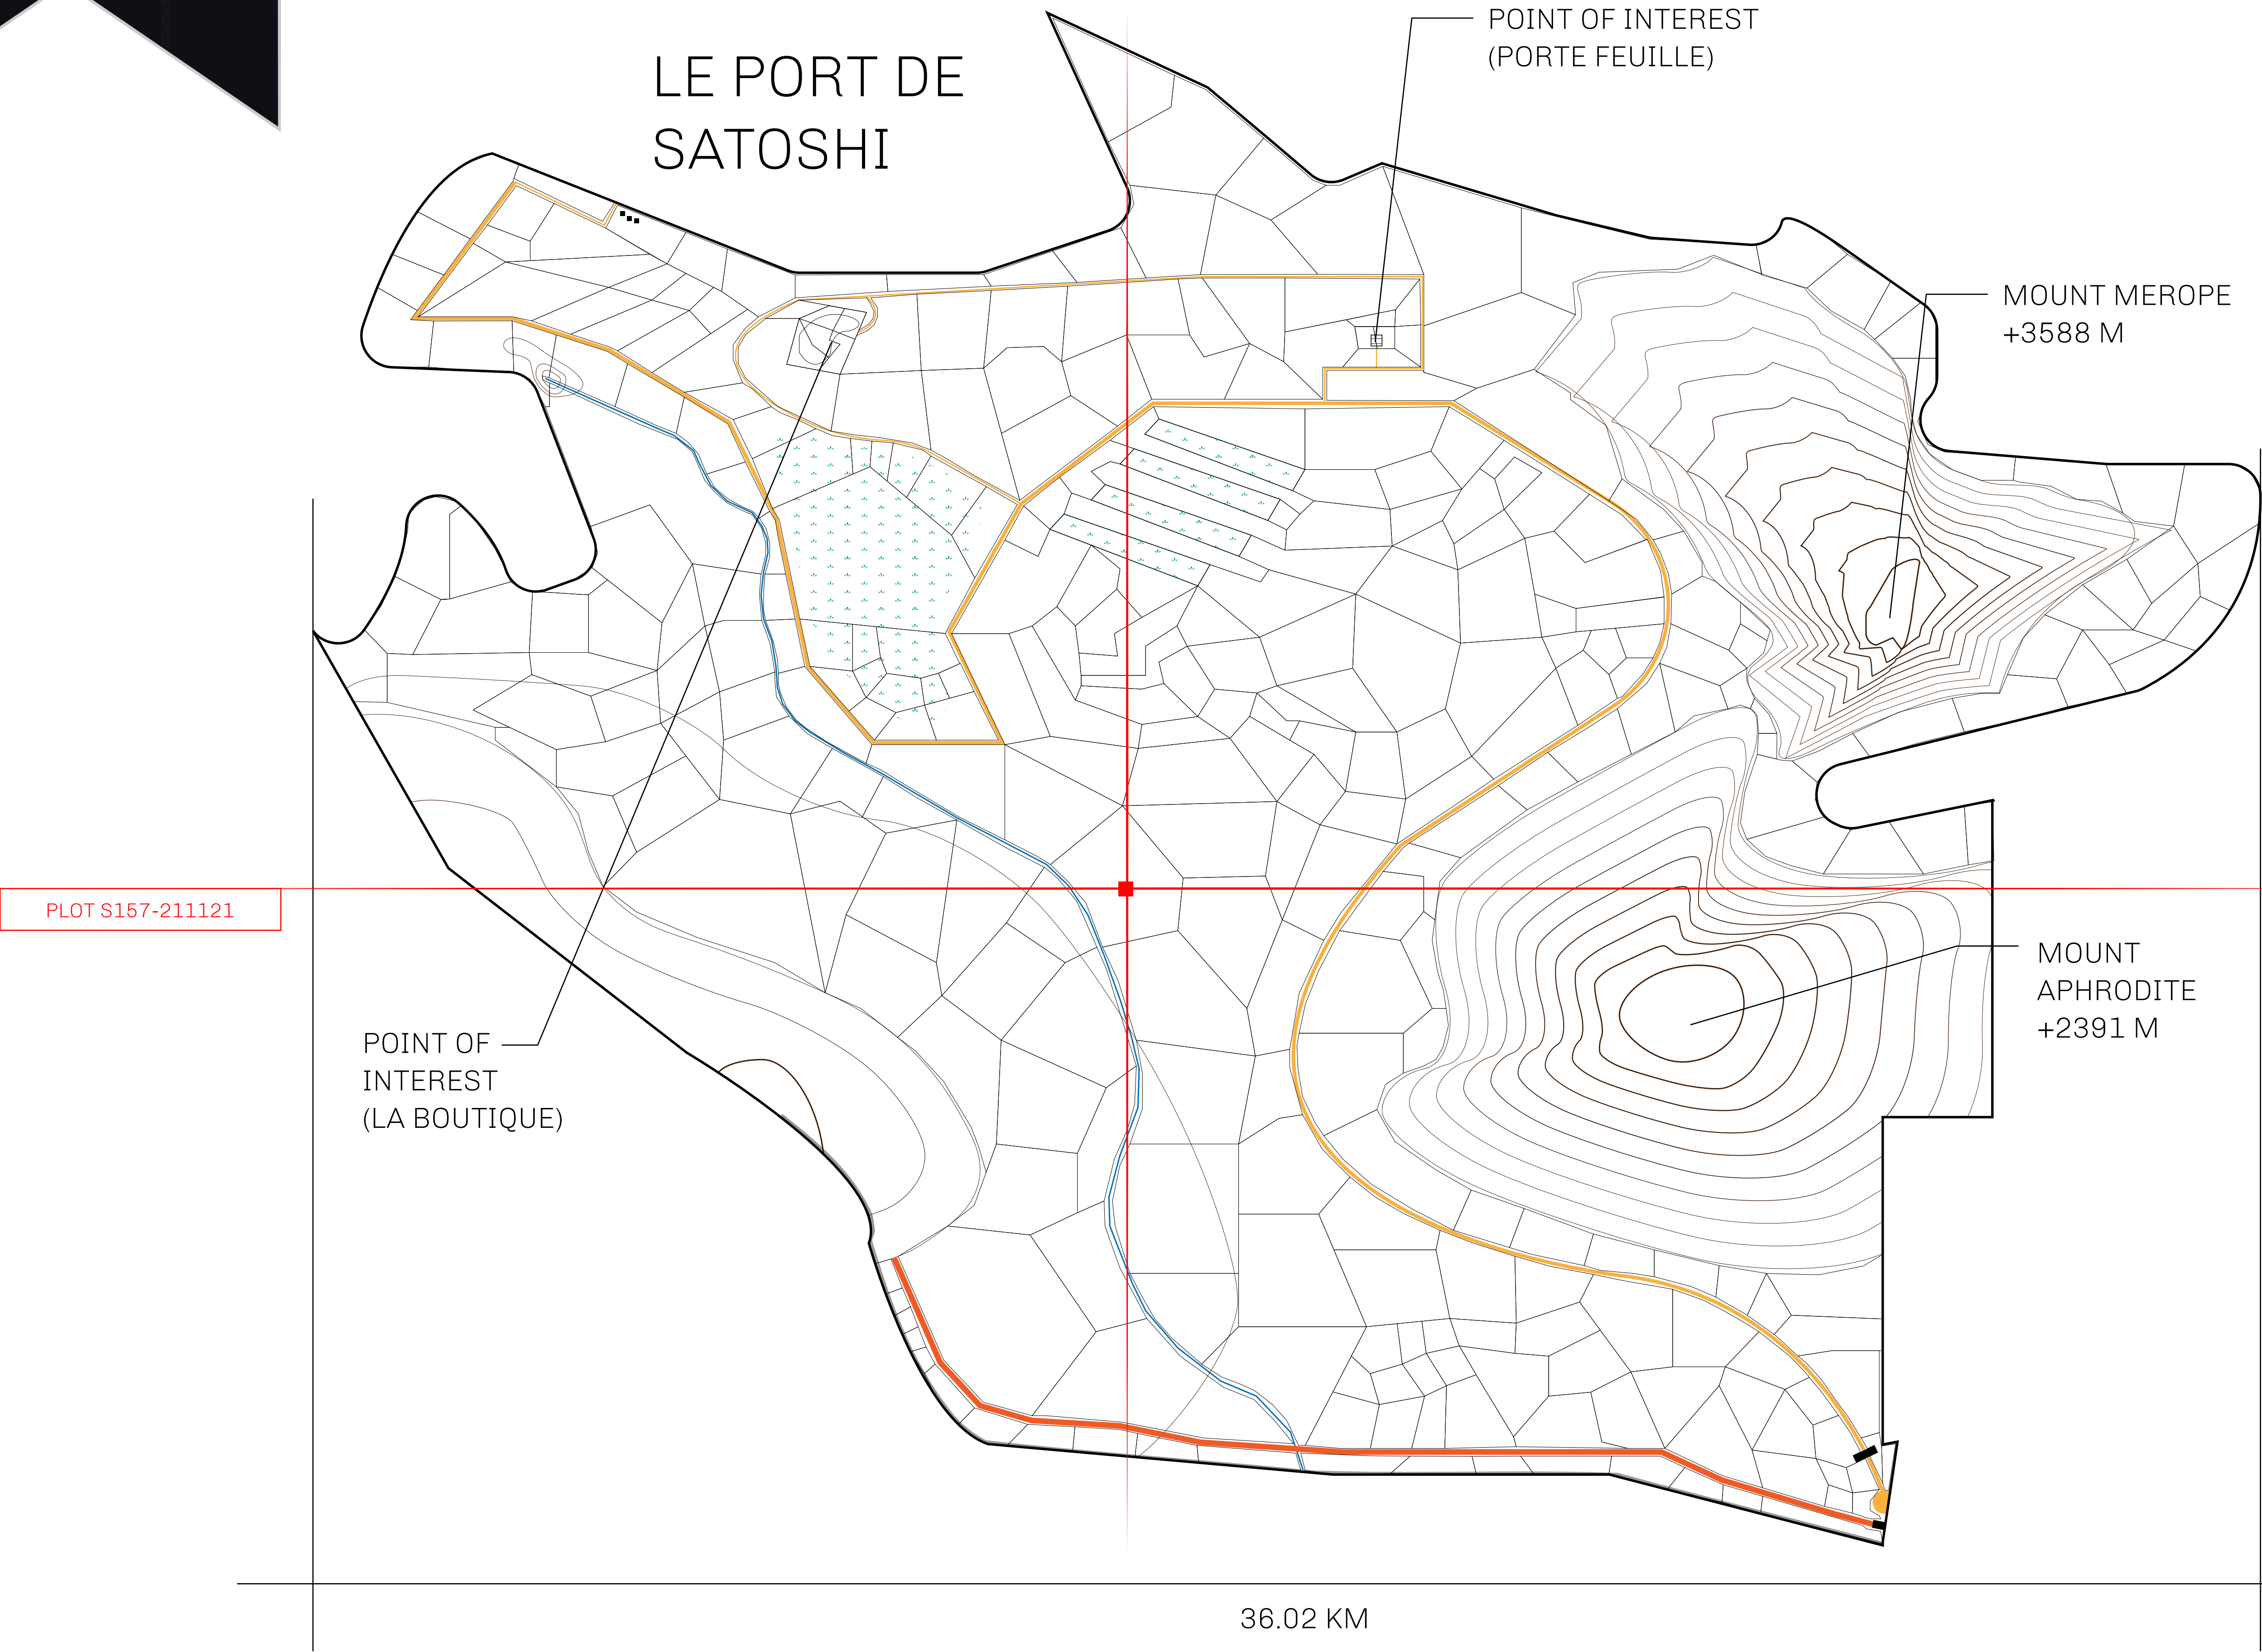 POINT OF INTEREST
(PORTE FEUILLE)
LE PORT DE
SATOSHI
MOUNT MEROPE
+3588 M
PLOT S157-211121
MOUNT
APHRODITE
+2391 M
POINT OF
INTEREST
(LA BOUTIQUE)
36.02 KM